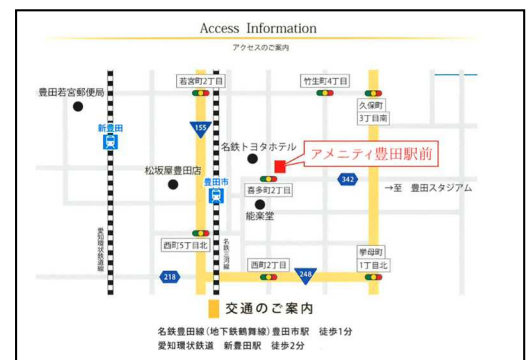 Access Information
アクセスのご案内
若宮町2丁目
竹生町4丁目
豊田若宮郵便局
久保町
3丁目南
新豊田
155
名鉄トヨタホテル
アメニティ豊田駅前
松坂屋豊田店
豊田市
342
喜多町2丁目
→至 豊田スタジアム
能楽堂
愛知環状鉄道線
西町5丁目北
名鉄三河線
挙母町
1丁目北
西町2丁目
218
248
交通のご案内
名鉄豊田線(地下鉄鶴舞線)豊田市駅 徒歩1分
愛知環状鉄道 新豊田駅 徒歩2分